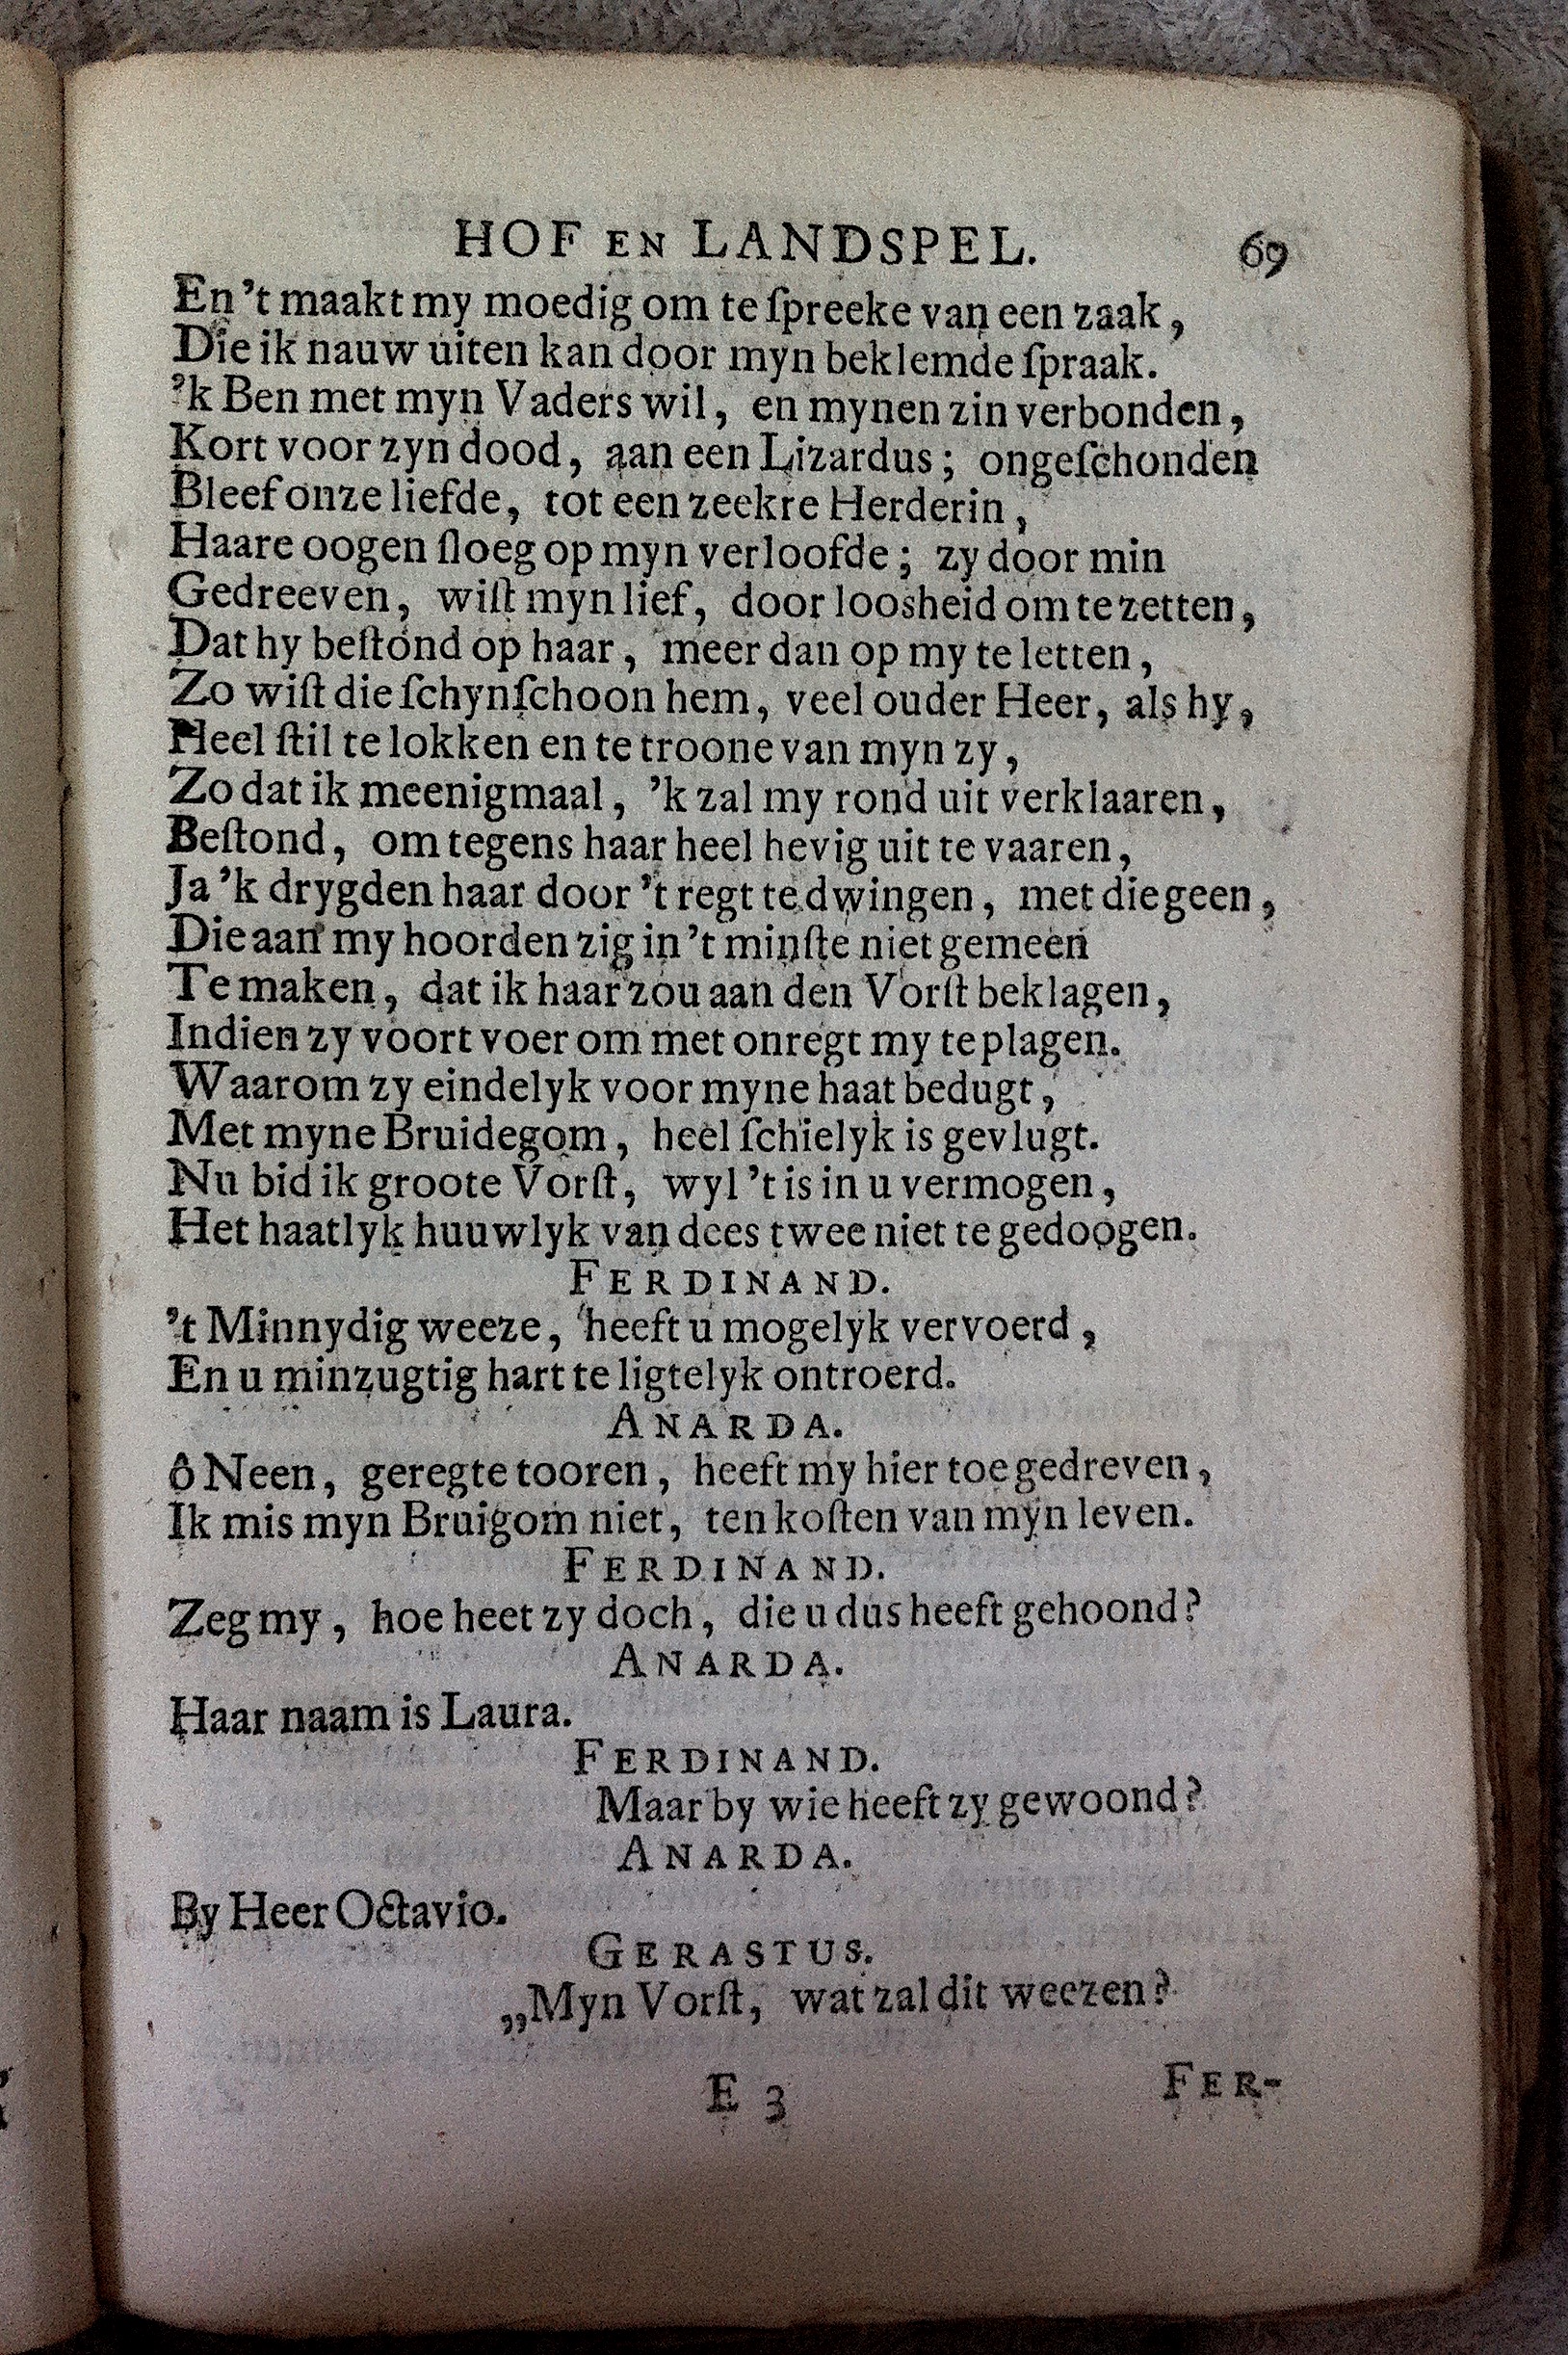 HOF EN LANDSPEL. 69
En 't maakt my moedig om te ſpreeke van een zaak,
Die ik nauw uiten kan door myn beklemde ſpraak.
'k Ben met myn Vaders wil, en mynen zin verbonden,
Kort voor zyn dood, aan een Lizardus; ongeſchonden
Bleef onze liefde, tot een zeekre Herderin,
Haare oogen ſloeg op myn verloofde; zy door min
Gedreeven, wiſt myn lief, door loosheid om te zetten,
Dat hy beſtond op haar, meer dan op my te letten,
Zo wiſt die ſchynſchoon hem, veel ouder Heer, als hy,
Heel ſtil te lokken en te troone van myn zy,
Zo dat ik meenigmaal, 'k zal my rond uit verklaaren,
Beſtond, om tegens haar heel hevig uit te vaaren,
Ja 'k drygden haar door 't regt te dwingen, met die geen,
Die aan my hoorden zig in 't minſte niet gemeen
Te maken, dat ik haar zou aan den Vorſt beklagen,
Indien zy voort voer om met onregt my te plagen.
Waarom zy eindelyk voor myne haat bedugt,
Met myne Bruidegom, heel ſchielyk is gevlugt.
Nu bid ik groote Vorſt, wyl 't is in u vermogen,
Het haatlyk huuwlyk van dees twee niet te gedoogen.
FERDINAND.
't Minnydig weeze, heeft u mogelyk vervoerd,
En u minzugtig hart te ligtelyk ontroerd.
ANARDA.
ô Neen, geregte tooren, heeft my hier toe gedreven,
Ik mis myn Bruigom niet, ten koſten van myn leven.
FERDINAND.
Zeg my, hoe heet zy doch, die u dus heeft gehoond?
ANARDA.
Haar naam is Laura.
FERDINAND.
Maar by wie heeft zy gewoond?
ANARDA.
By Heer Octavio.
GERASTUS.
„Myn Vorſt, wat zal dit weezen?
E 3 FER-